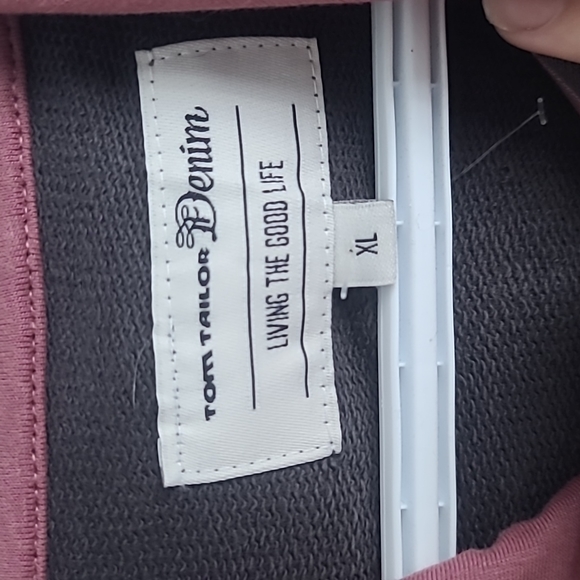 TOM TAILOR Denim
LIVING THE GOOD LIFE
XL